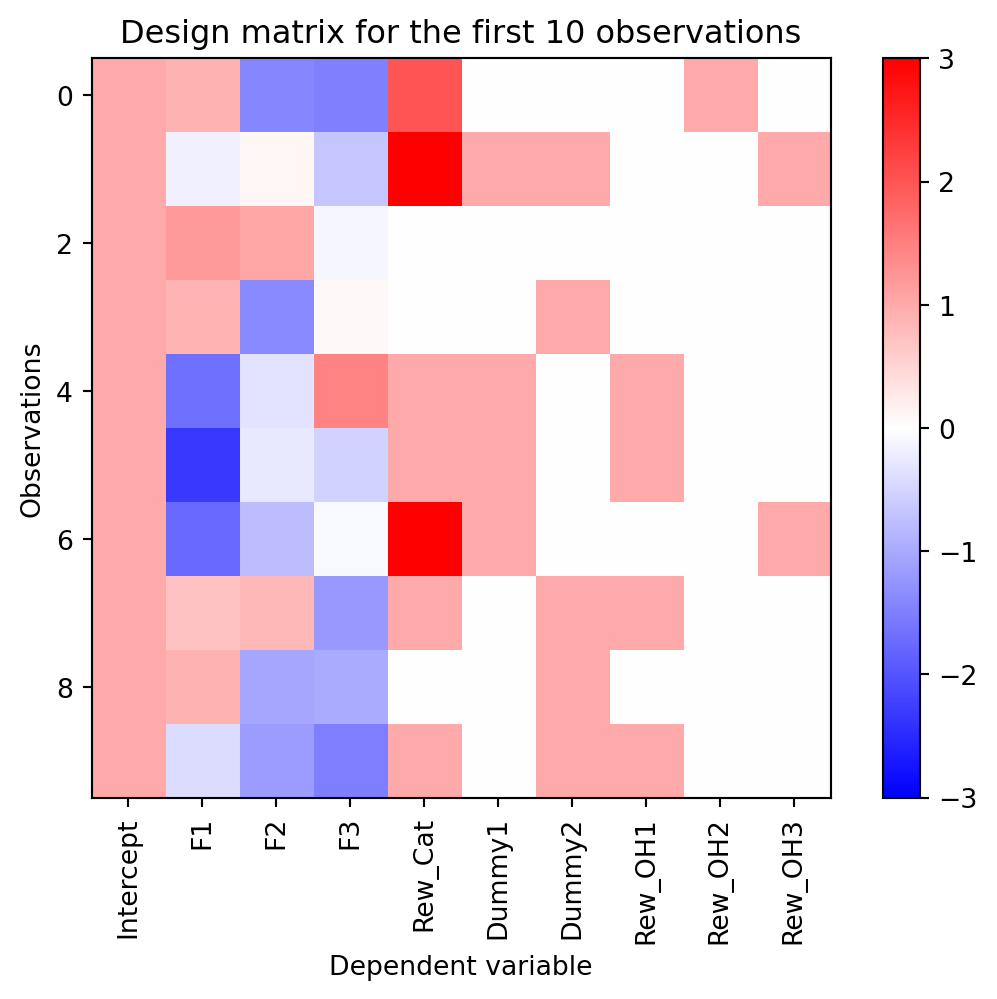 Design matrix for the first 10 observations
0
2
4
6
8
Observations
Intercept
F1
F2
F3
Rew_Cat
Dummy1
Dummy2
Rew_OH1
Rew_OH2
Rew_OH3
Dependent variable
3
2
1
0
−1
−2
−3